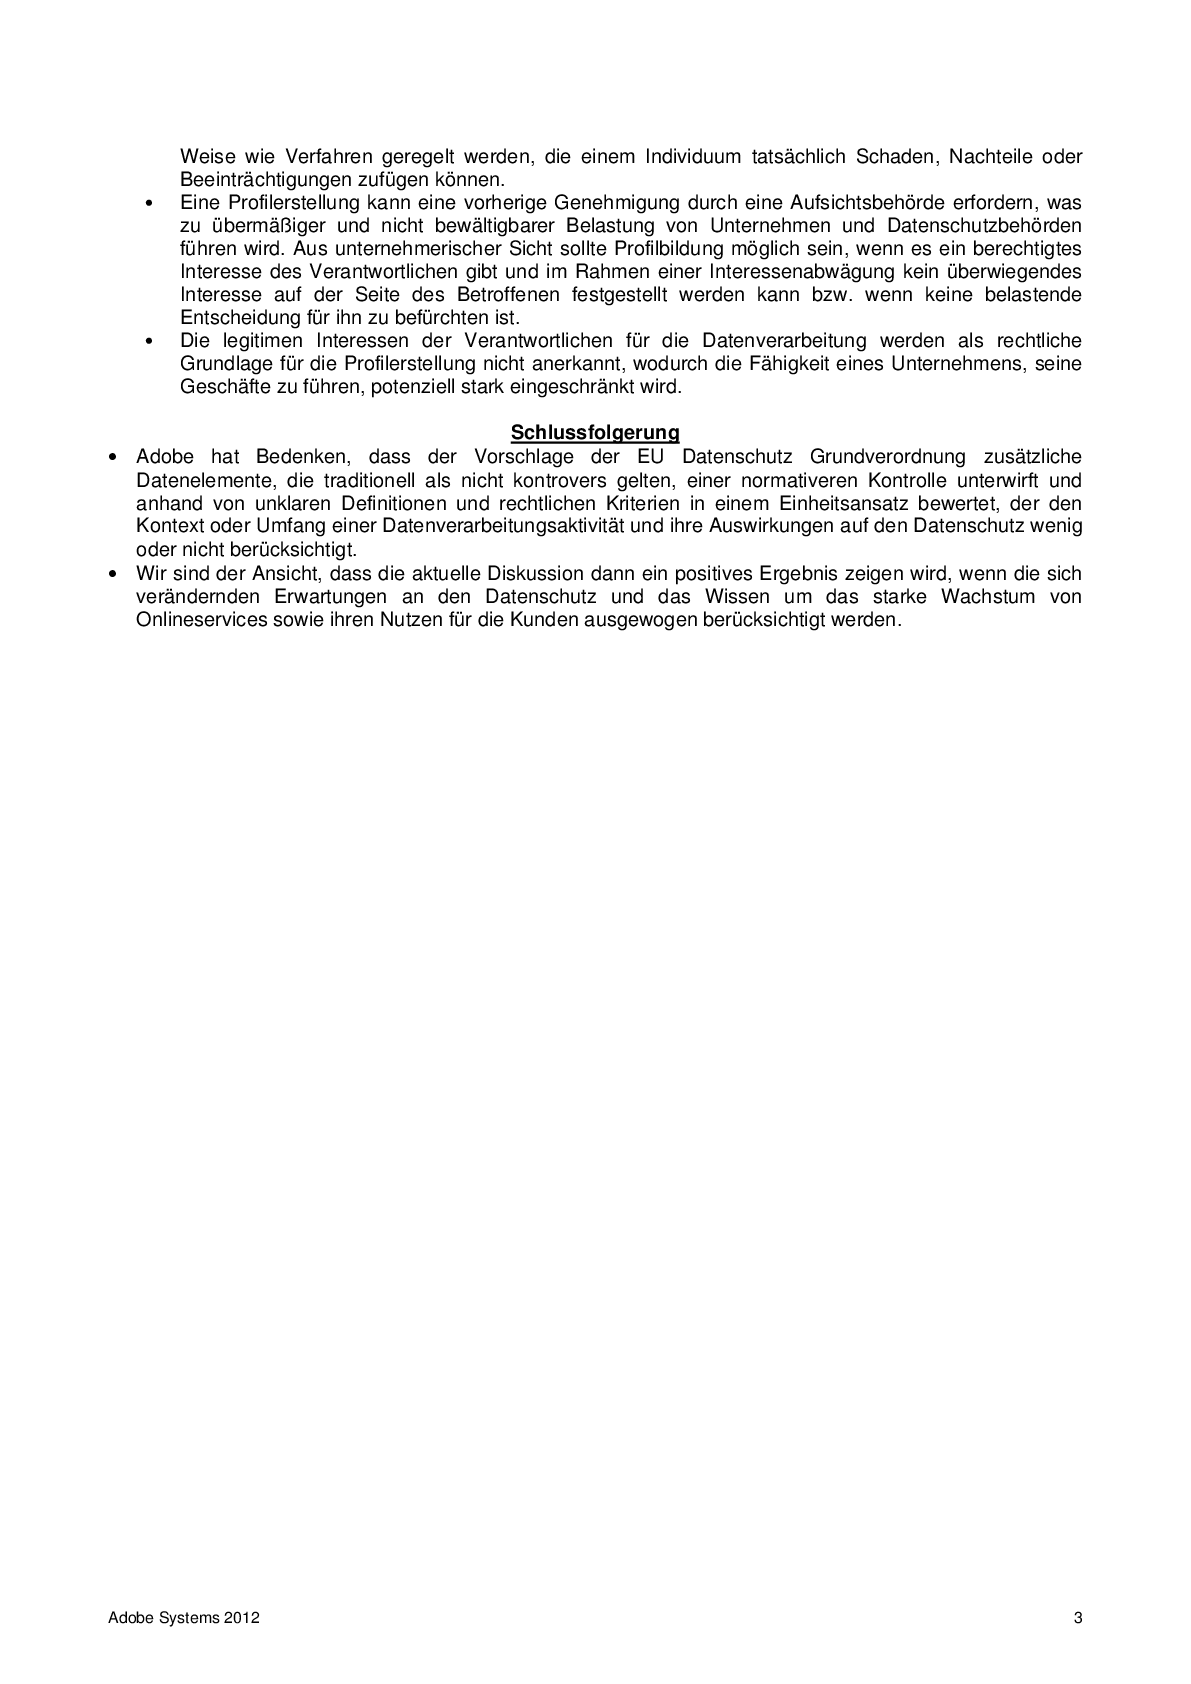 Weise wie Verfahren geregelt werden, die einem Individuum tatsächlich Schaden, Nachteile oder
Beeinträchtigungen zufügen können.
• Eine Profilerstellung kann eine vorherige Genehmigung durch eine Aufsichtsbehörde erfordern, was
zu übermäßiger und nicht bewältigbarer Belastung von Unternehmen und Datenschutzbehörden
führen wird. Aus unternehmerischer Sicht sollte Profilbildung möglich sein, wenn es ein berechtigtes
Interesse des Verantwortlichen gibt und im Rahmen einer Interessenabwägung kein überwiegendes
Interesse auf der Seite des Betroffenen festgestellt werden kann bzw. wenn keine belastende
Entscheidung für ihn zu befürchten ist.
• Die legitimen Interessen der Verantwortlichen für die Datenverarbeitung werden als rechtliche
Grundlage für die Profilerstellung nicht anerkannt, wodurch die Fähigkeit eines Unternehmens, seine
Geschäfte zu führen, potenziell stark eingeschränkt wird.
Schlussfolgerung
• Adobe hat Bedenken, dass der Vorschlage der EU Datenschutz Grundverordnung zusätzliche
Datenelemente, die traditionell als nicht kontrovers gelten, einer normativeren Kontrolle unterwirft und
anhand von unklaren Definitionen und rechtlichen Kriterien in einem Einheitsansatz bewertet, der den
Kontext oder Umfang einer Datenverarbeitungsaktivität und ihre Auswirkungen auf den Datenschutz wenig
oder nicht berücksichtigt.
• Wir sind der Ansicht, dass die aktuelle Diskussion dann ein positives Ergebnis zeigen wird, wenn die sich
verändernden Erwartungen an den Datenschutz und das Wissen um das starke Wachstum von
Onlineservices sowie ihren Nutzen für die Kunden ausgewogen berücksichtigt werden.
Adobe Systems 2012 3